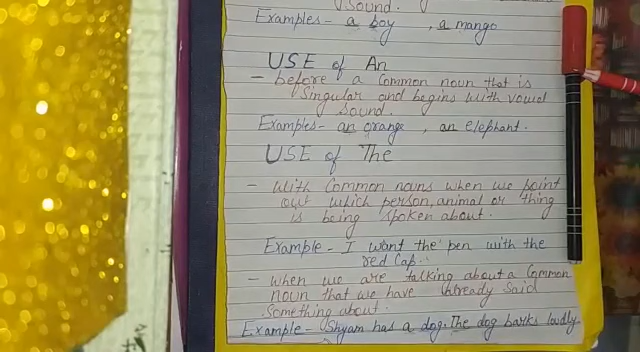 Sound.
Examples- a boy , a mango
USE of An
- before a Common noun that is
Singular and begins with vowel
Sound.
Examples- an orange , an elephant.
USE of The
- With Common nouns when we point
out which person, animal or thing
is being spoken about.
Example - I want the pen with the
red Cap.
- When we are talking about a Common
noun that we have already said
Something about.
Example- Shyam has a dog. The dog barks loudly.